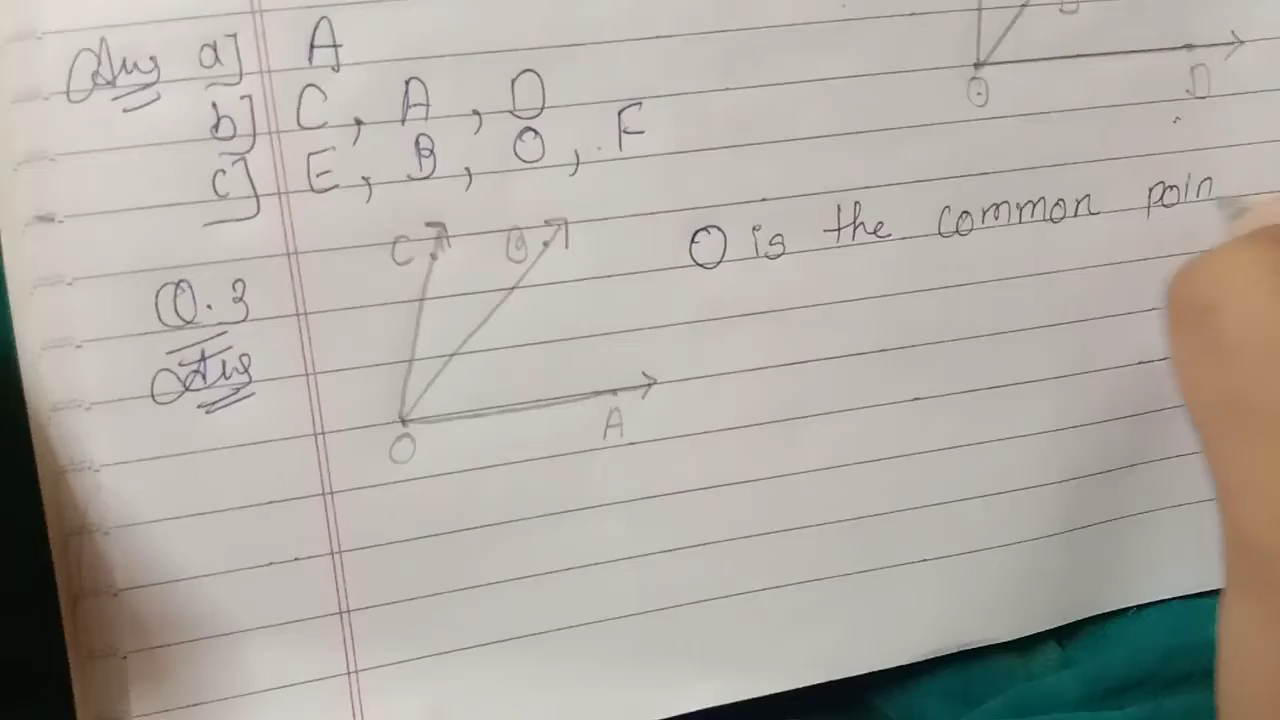 Ans a] A
b] C, A, D
c] E, B, O, F
O D
Q.3
Ans
C B
O A
O is the common poin